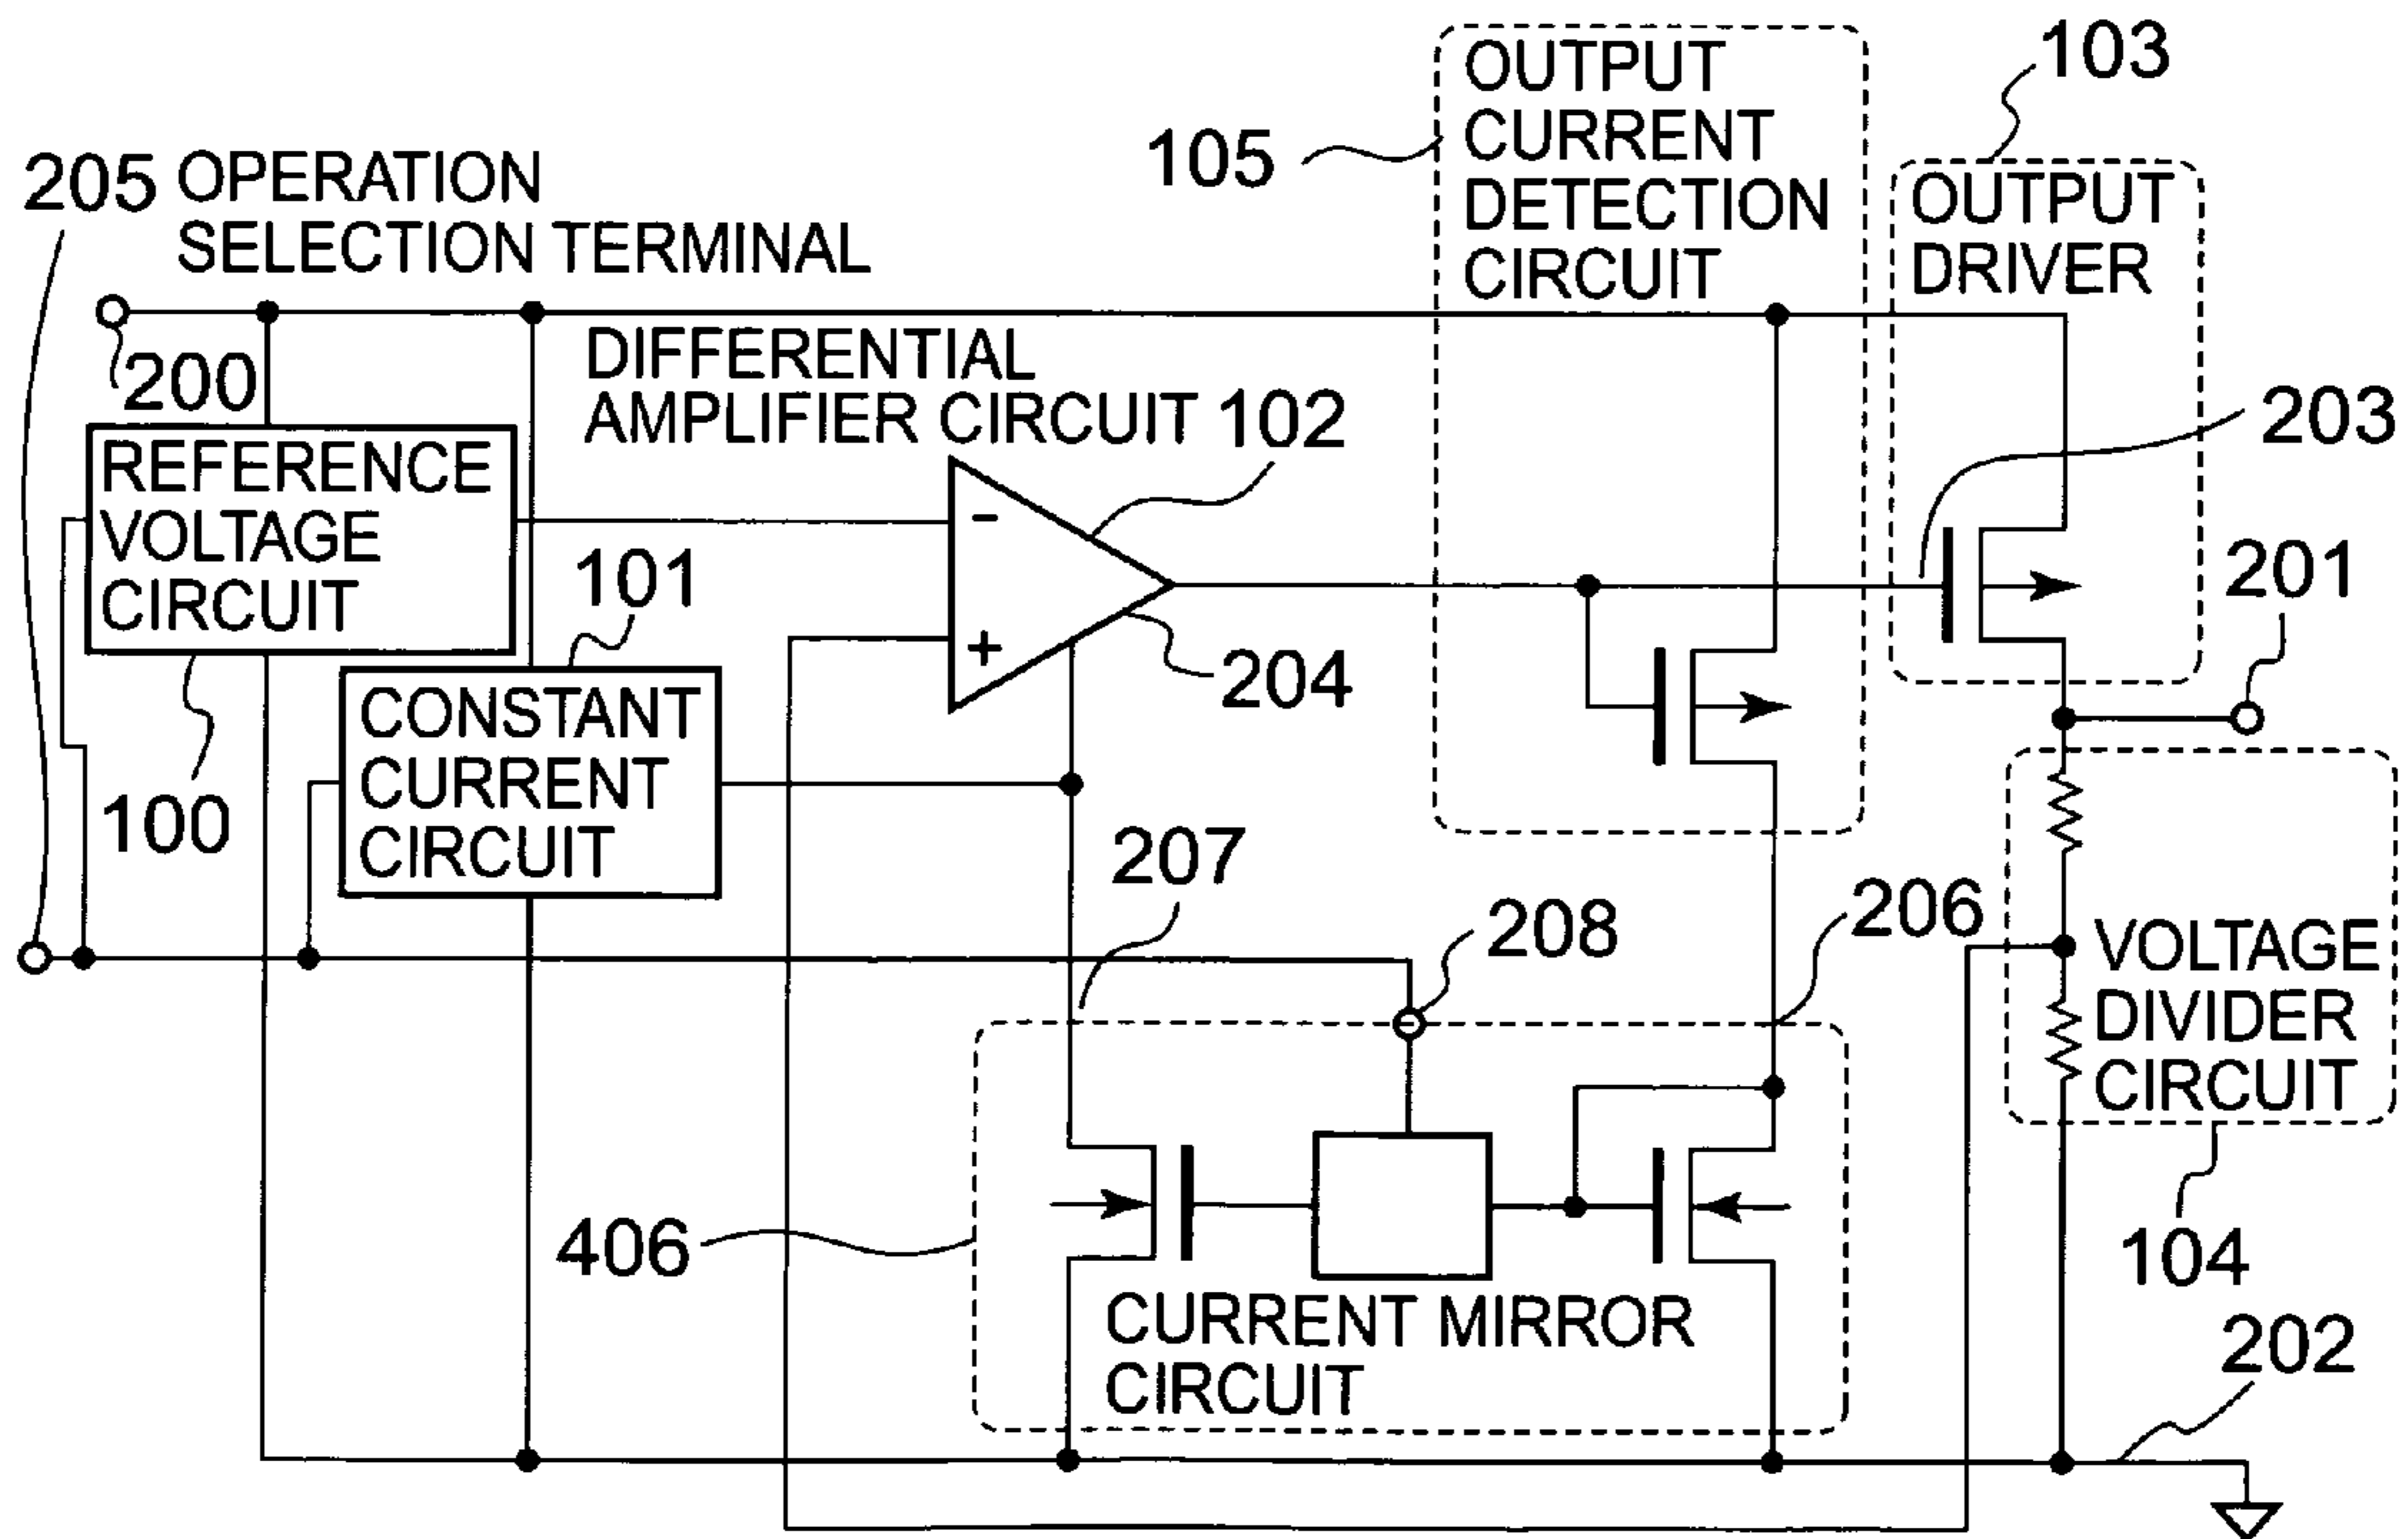 103
OUTPUT
CURRENT
DETECTION
CIRCUIT
105
205 OPERATION
SELECTION TERMINAL
OUTPUT
DRIVER
200
DIFFERENTIAL
AMPLIFIER CIRCUIT 102
203
REFERENCE
VOLTAGE
CIRCUIT
-
+
101
201
204
CONSTANT
CURRENT
CIRCUIT
100
207
208
206
VOLTAGE
DIVIDER
CIRCUIT
406
104
CURRENT MIRROR
CIRCUIT
202